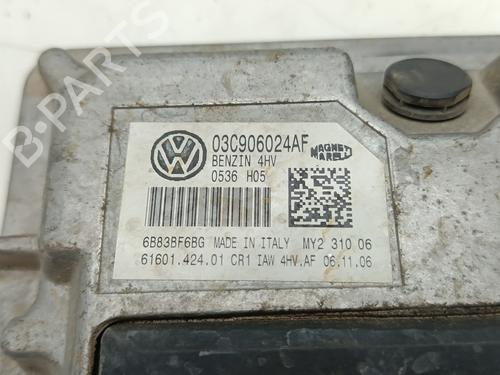 B-PARTS
03C906024AF
BENZIN 4HV
0536 H05
MAGNETI
MARELLI
6B83BF6BG MADE IN ITALY MY2 310 06
61601.424.01 CR1 IAW 4HV.AF 06.11.06